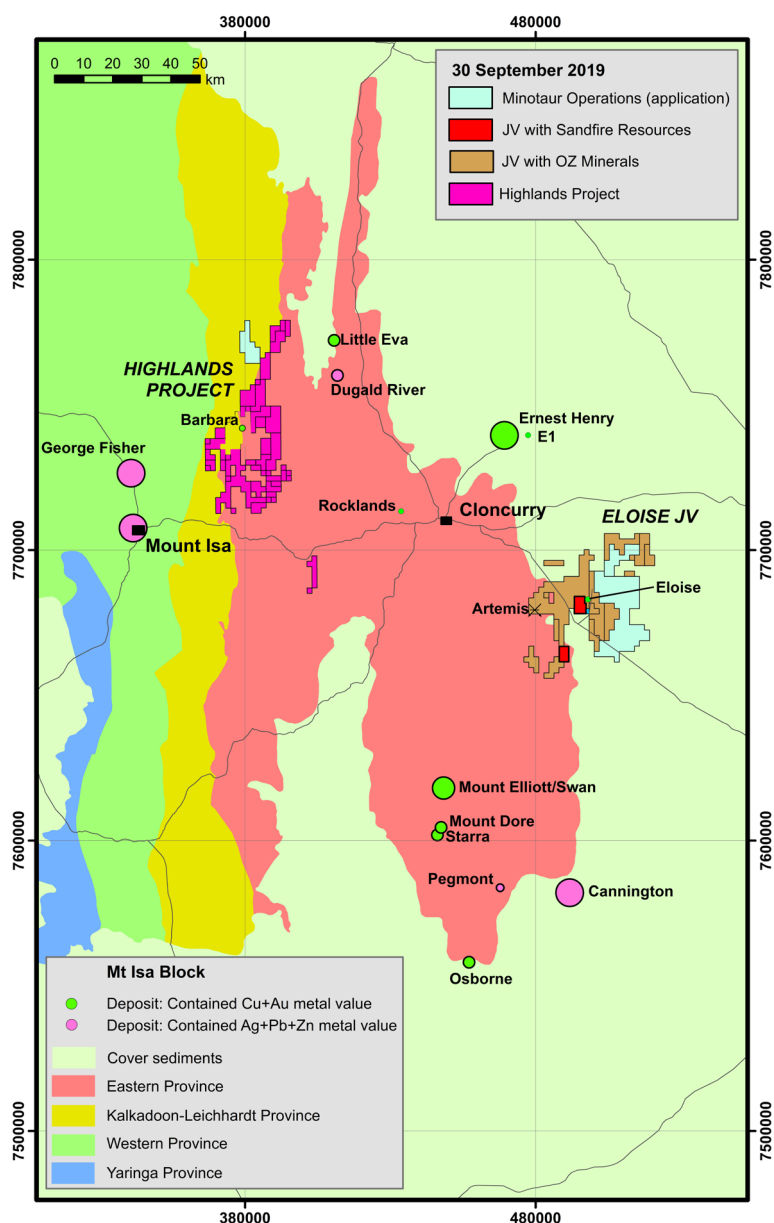 380000
480000
0 10 20 30 40 50
km
30 September 2019
Minotaur Operations (application)
JV with Sandfire Resources
JV with OZ Minerals
Highlands Project
7800000
7800000
Little Eva
HIGHLANDS
PROJECT
Dugald River
Barbara
Ernest Henry
E1
George Fisher
Rocklands
Cloncurry
ELOISE JV
Mount Isa
7700000
7700000
Eloise
Artemis
Mount Elliott/Swan
Mount Dore
Starra
7600000
7600000
Pegmont
Cannington
Osborne
Mt Isa Block
Deposit: Contained Cu+Au metal value
Deposit: Contained Ag+Pb+Zn metal value
Cover sediments
Eastern Province
Kalkadoon-Leichhardt Province
Western Province
Yaringa Province
7500000
7500000
380000
480000